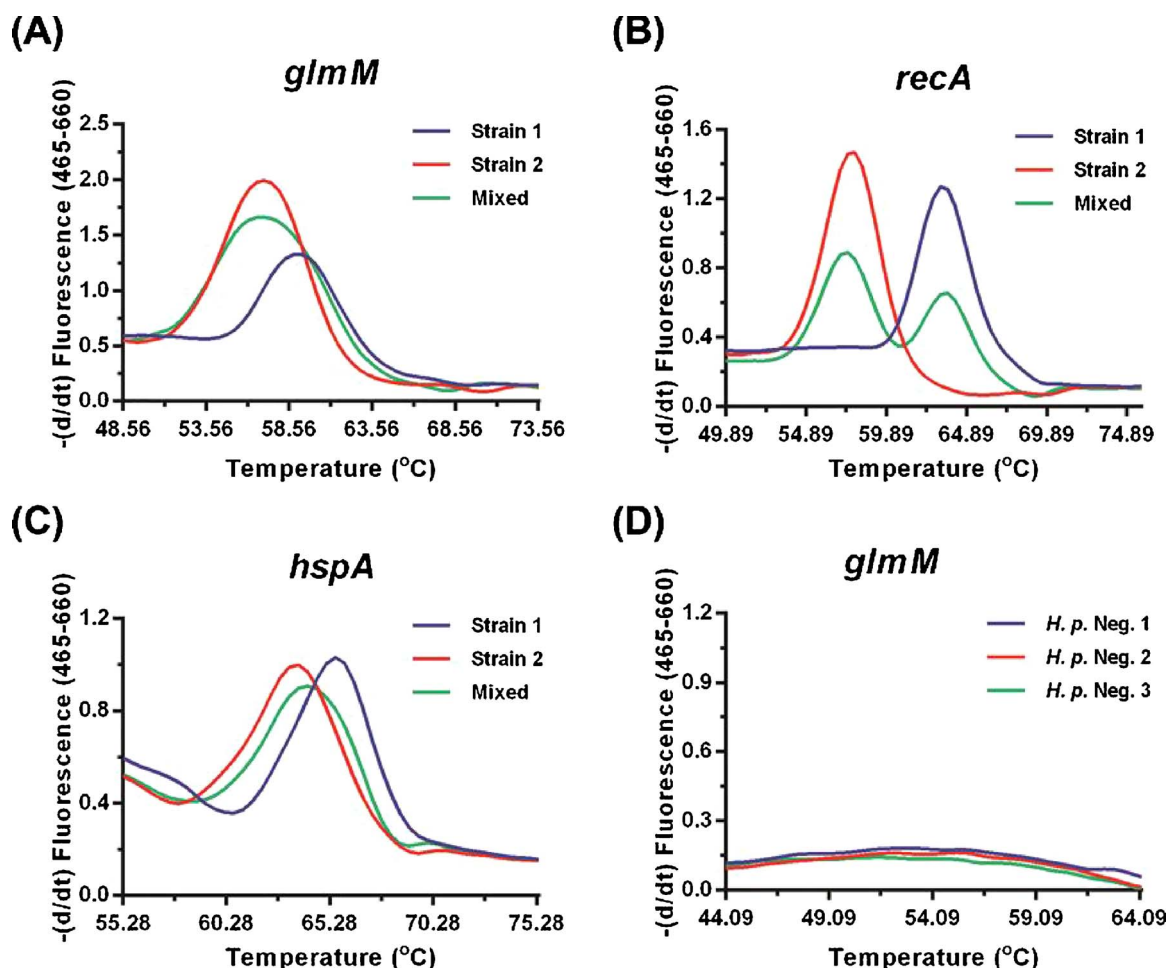 (A)
glmM
-(d/dt) Fluorescence (465-660)
2.5
2.0
1.5
1.0
0.5
0.0
Strain 1
Strain 2
Mixed
48.56 53.56 58.56 63.56 68.56 73.56
Temperature (°C)
(B)
recA
-(d/dt) Fluorescence (465-660)
1.6
1.2
0.8
0.4
0.0
Strain 1
Strain 2
Mixed
49.89 54.89 59.89 64.89 69.89 74.89
Temperature (°C)
(C)
hspA
-(d/dt) Fluorescence (465-660)
1.2
0.8
0.4
0.0
Strain 1
Strain 2
Mixed
55.28 60.28 65.28 70.28 75.28
Temperature (°C)
(D)
glmM
-(d/dt) Fluorescence (465-660)
1.2
0.9
0.6
0.3
0.0
H. p. Neg. 1
H. p. Neg. 2
H. p. Neg. 3
44.09 49.09 54.09 59.09 64.09
Temperature (°C)